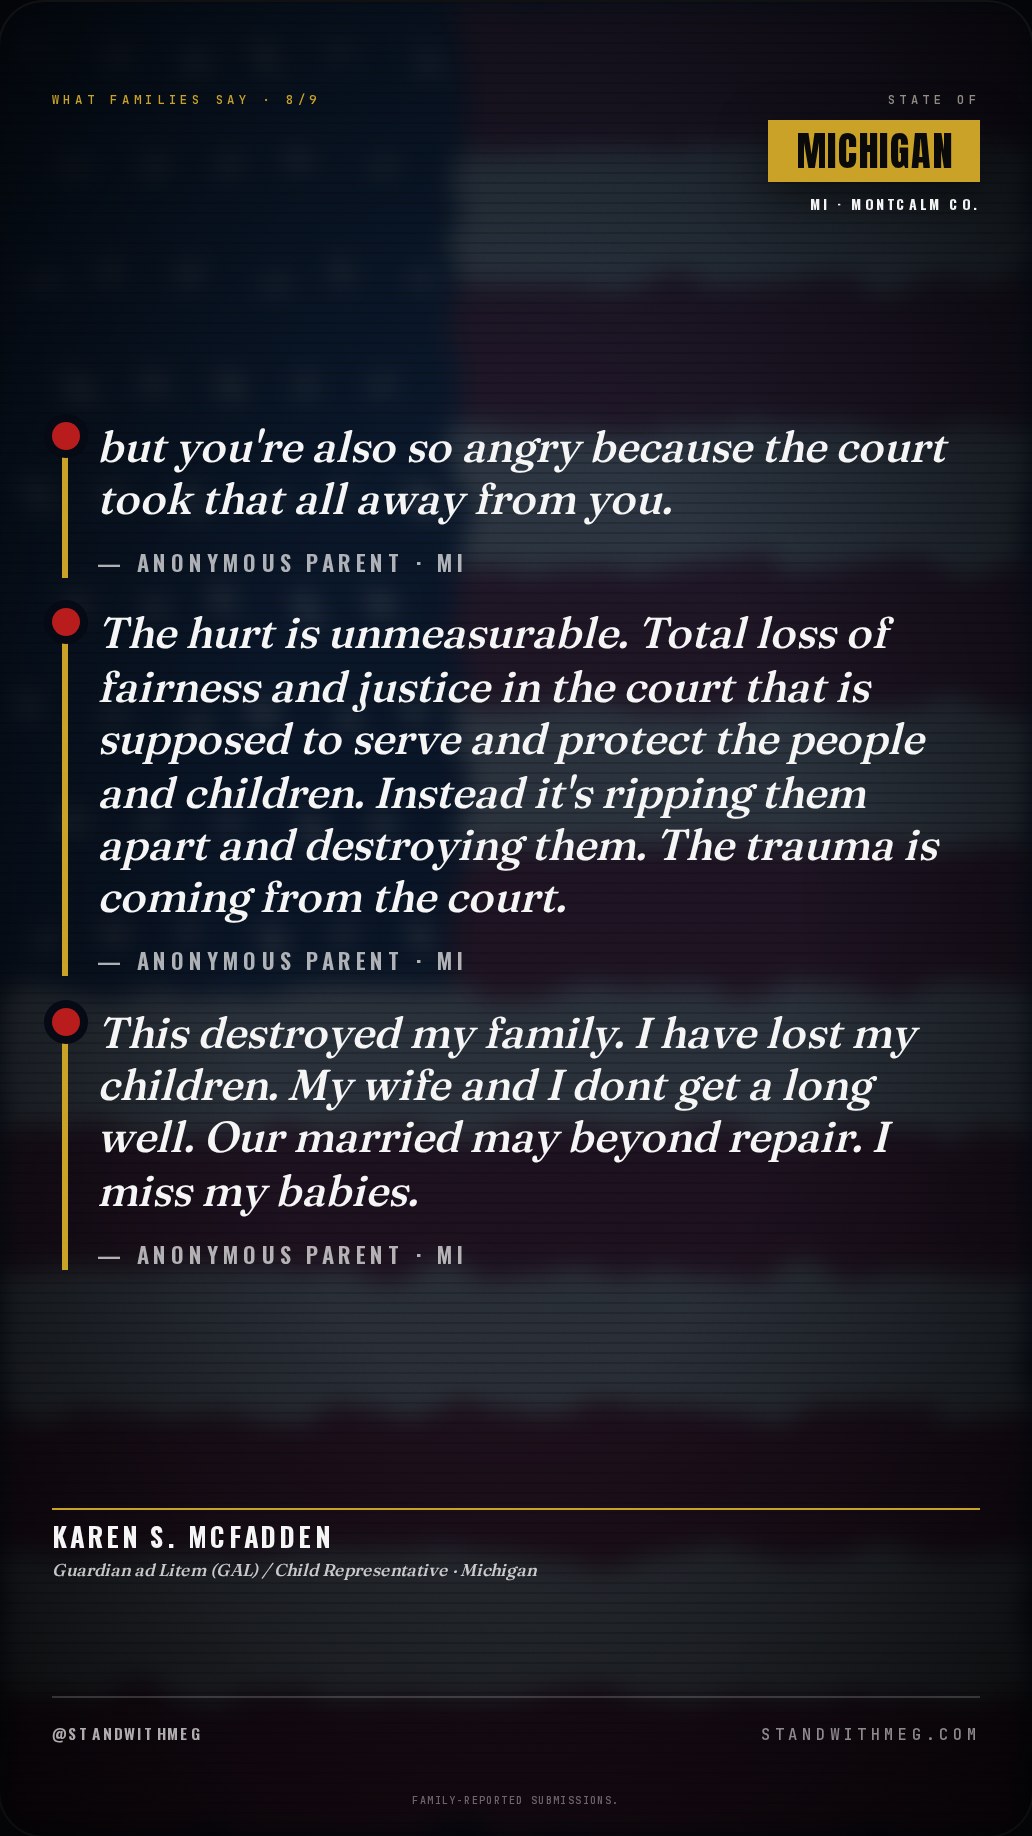 WHAT FAMILIES SAY · 8/9
STATE OF
MICHIGAN
MI · MONTCALM CO.
but you're also so angry because the court
took that all away from you.
— ANONYMOUS PARENT · MI
The hurt is unmeasurable. Total loss of
fairness and justice in the court that is
supposed to serve and protect the people
and children. Instead it's ripping them
apart and destroying them. The trauma is
coming from the court.
— ANONYMOUS PARENT · MI
This destroyed my family. I have lost my
children. My wife and I dont get a long
well. Our married may beyond repair. I
miss my babies.
— ANONYMOUS PARENT · MI
KAREN S. MCFADDEN
Guardian ad Litem (GAL) / Child Representative · Michigan
@STANDWITHMEG
STANDWITHMEG.COM
FAMILY-REPORTED SUBMISSIONS.